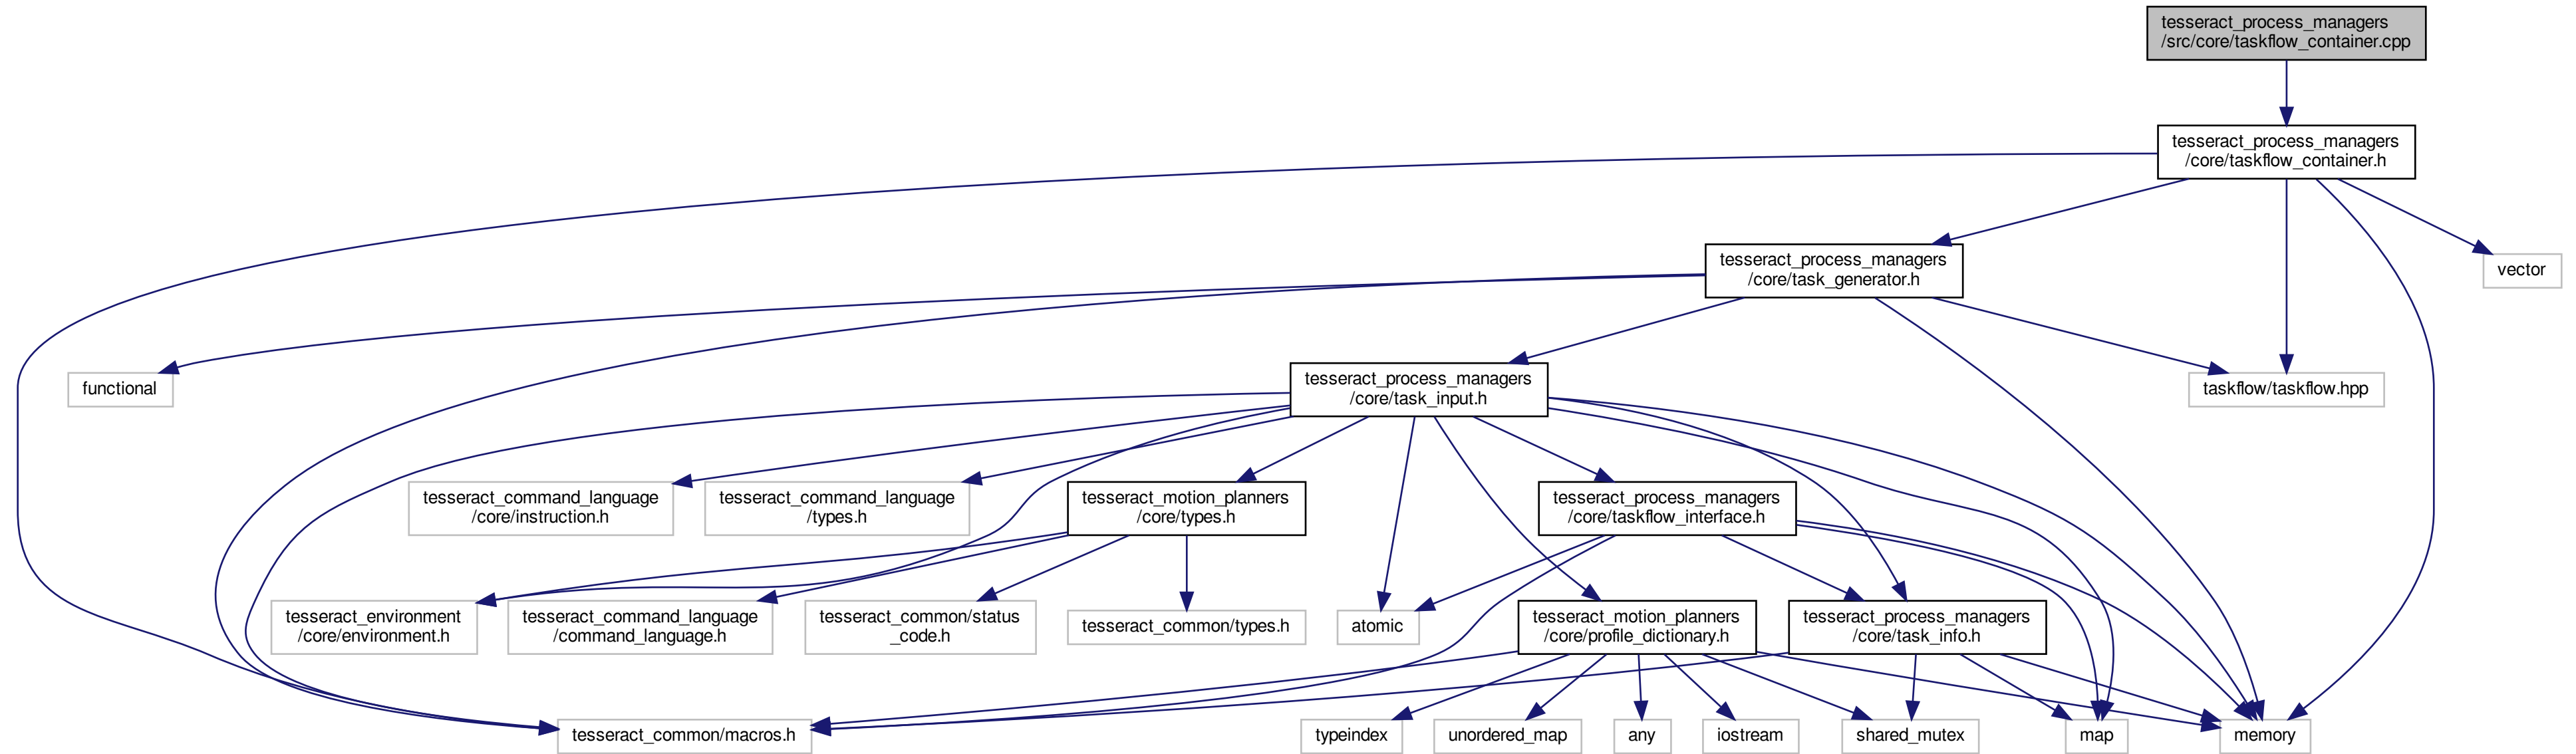 tesseract_process_managers
/src/core/taskflow_container.cpp
tesseract_process_managers
/core/taskflow_container.h
tesseract_process_managers
/core/task_generator.h
vector
functional
tesseract_process_managers
/core/task_input.h
taskflow/taskflow.hpp
tesseract_command_language
/core/instruction.h
tesseract_command_language
/types.h
tesseract_motion_planners
/core/types.h
tesseract_process_managers
/core/taskflow_interface.h
tesseract_environment
/core/environment.h
tesseract_command_language
/command_language.h
tesseract_common/status
_code.h
tesseract_common/types.h
atomic
tesseract_motion_planners
/core/profile_dictionary.h
tesseract_process_managers
/core/task_info.h
tesseract_common/macros.h
typeindex
unordered_map
any
iostream
shared_mutex
map
memory